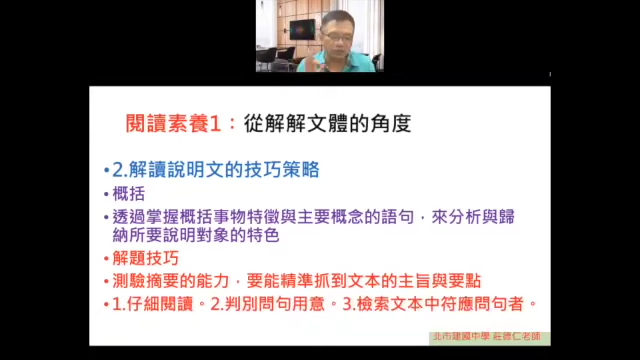 閱讀素養1：從解解文體的角度
•2.解讀說明文的技巧策略
•概括
•透過掌握概括事物特徵與主要概念的語句，來分析與歸
納所要說明對象的特色
•解題技巧
•測驗摘要的能力，要能精準抓到文本的主旨與要點
•1.仔細閱讀。2.判別問句用意。3.檢索文本中符應問句者。
北市建國中學 莊德仁老師